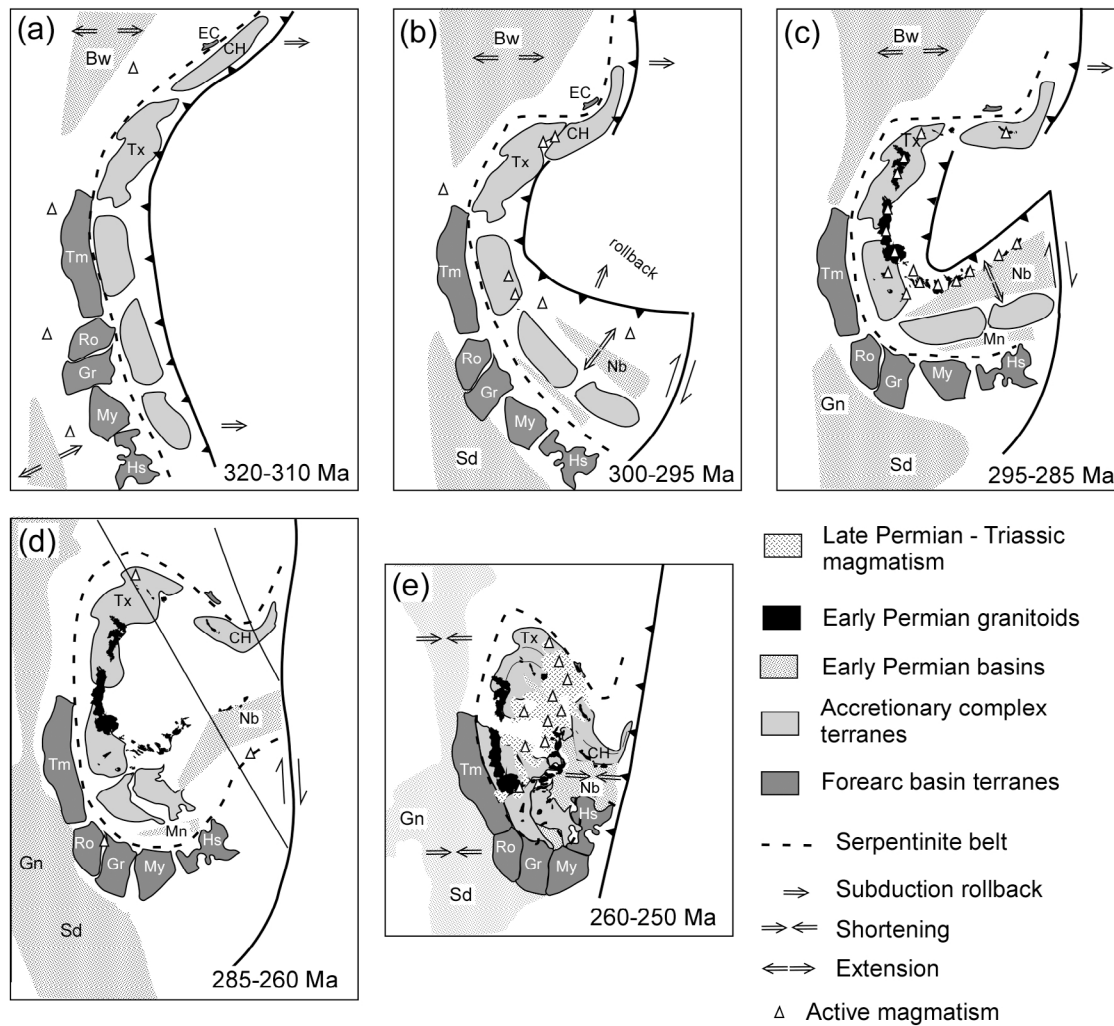 (a)
EC
CH
Bw
Tx
Tm
Ro
Gr
My
Hs
320-310 Ma
(b)
Bw
EC
CH
Tx
Tm
rollback
Ro
Gr
Nb
My
Sd
Hs
300-295 Ma
(c)
Bw
Tx
Tm
Nb
Mn
Ro
Gr
My
Hs
Gn
Sd
295-285 Ma
(d)
Tx
CH
Nb
Tm
Mn
Ro
Gr
My
Hs
Gn
Sd
285-260 Ma
(e)
Tx
CH
Tm
Nb
Gn
Hs
Ro
Gr
My
Sd
260-250 Ma
Late Permian - Triassic
magmatism
Early Permian granitoids
Early Permian basins
Accretionary complex
terranes
Forearc basin terranes
Serpentinite belt
Subduction rollback
Shortening
Extension
Active magmatism